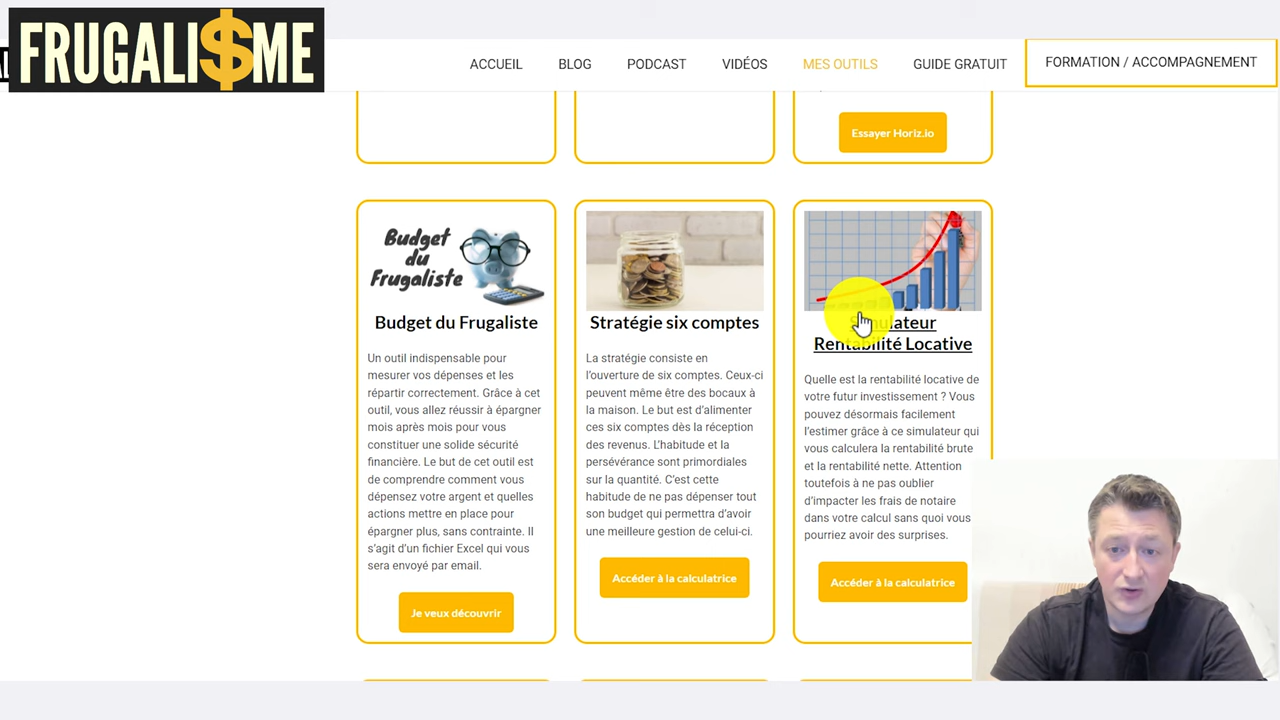 FRUGALI$ME
ACCUEIL BLOG PODCAST VIDÉOS MES OUTILS GUIDE GRATUIT FORMATION / ACCOMPAGNEMENT
Essayer Horiz.io
Budget
du
Frugaliste
Budget du Frugaliste
Un outil indispensable pour
mesurer vos dépenses et les
répartir correctement. Grâce à cet
outil, vous allez réussir à épargner
mois après mois pour vous
constituer une solide sécurité
financière. Le but de cet outil est
de comprendre comment vous
dépensez votre argent et quelles
actions mettre en place pour
épargner plus, sans contrainte. Il
s’agit d’un fichier Excel qui vous
sera envoyé par email.
Je veux découvrir
Stratégie six comptes
La stratégie consiste en
l’ouverture de six comptes. Ceux-ci
peuvent même être des bocaux à
la maison. Le but est d’alimenter
ces six comptes dès la réception
des revenus. L’habitude et la
persévérance sont primordiales
sur la quantité. C’est cette
habitude de ne pas dépenser tout
son budget qui permettra d’avoir
une meilleure gestion de celui-ci.
Accéder à la calculatrice
Simulateur
Rentabilité Locative
Quelle est la rentabilité locative de
votre futur investissement ? Vous
pouvez désormais facilement
l’estimer grâce à ce simulateur qui
vous calculera la rentabilité brute
et la rentabilité nette. Attention
toutefois à ne pas oublier
d’impacter les frais de notaire
dans votre calcul sans quoi vous
pourriez avoir des surprises.
Accéder à la calculatrice